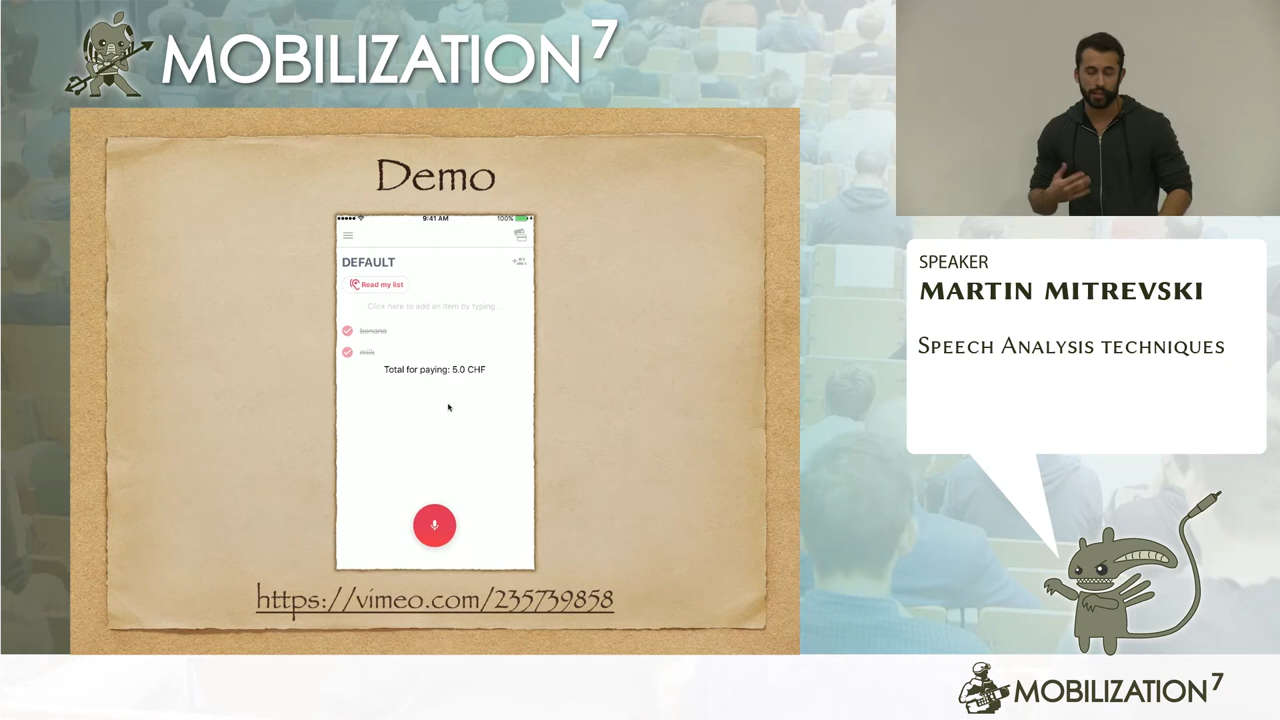 MOBILIZATION 7
Demo
9:41 AM
100%
DEFAULT
Read my list
Click here to add an item by typing...
banana
milk
Total for paying: 5.0 CHF
https://vimeo.com/235739858
SPEAKER
MARTIN MITREVSKI
SPEECH ANALYSIS TECHNIQUES
MOBILIZATION 7